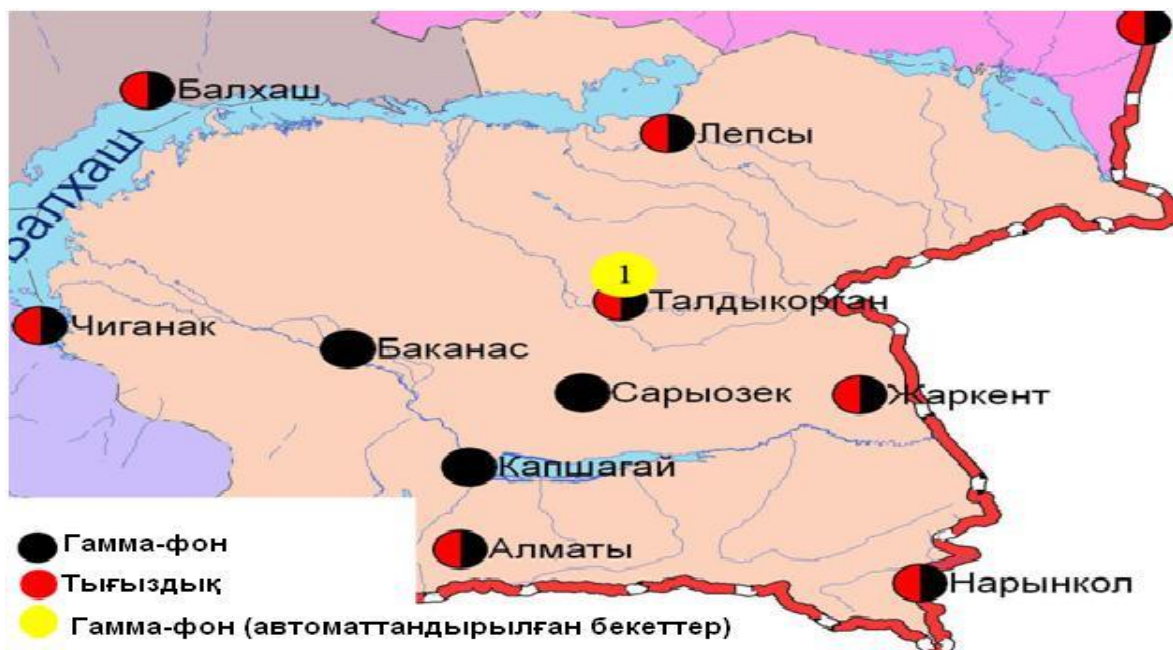 Балхаш
Лепсы
Балхаш
1
Талдыкорган
Чиганак
Баканас
Сарыозек
Жаркент
Капшагай
Алматы
Нарынкол
Гамма-фон
Тығыздық
Гамма-фон (автоматтандырылған бекеттер)